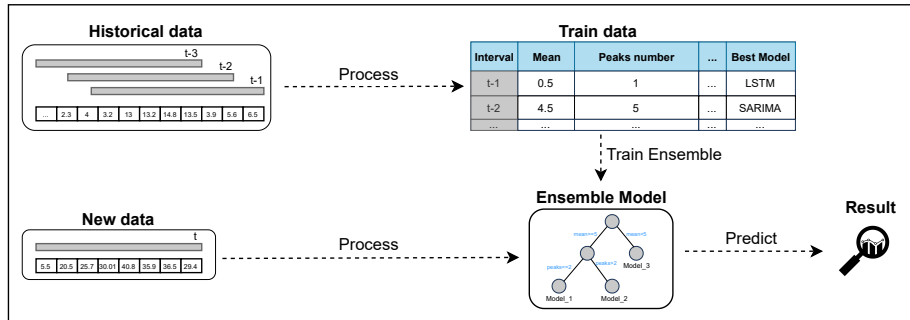 Historical data
t-3
t-2
t-1
... 2.3 4 3.2 13 13.2 14.8 13.5 3.9 5.6 6.5
Process
Train data
Interval Mean Peaks number ... Best Model
t-1 0.5 1 ... LSTM
t-2 4.5 5 ... SARIMA
... ... ... ... ...
Train Ensemble
New data
t
5.5 20.5 25.7 30.01 40.8 35.9 36.5 29.4
Process
Ensemble Model
mean>=5 mean<5
peaks>=2 peaks<2
Model_3
Model_1 Model_2
Predict
Result